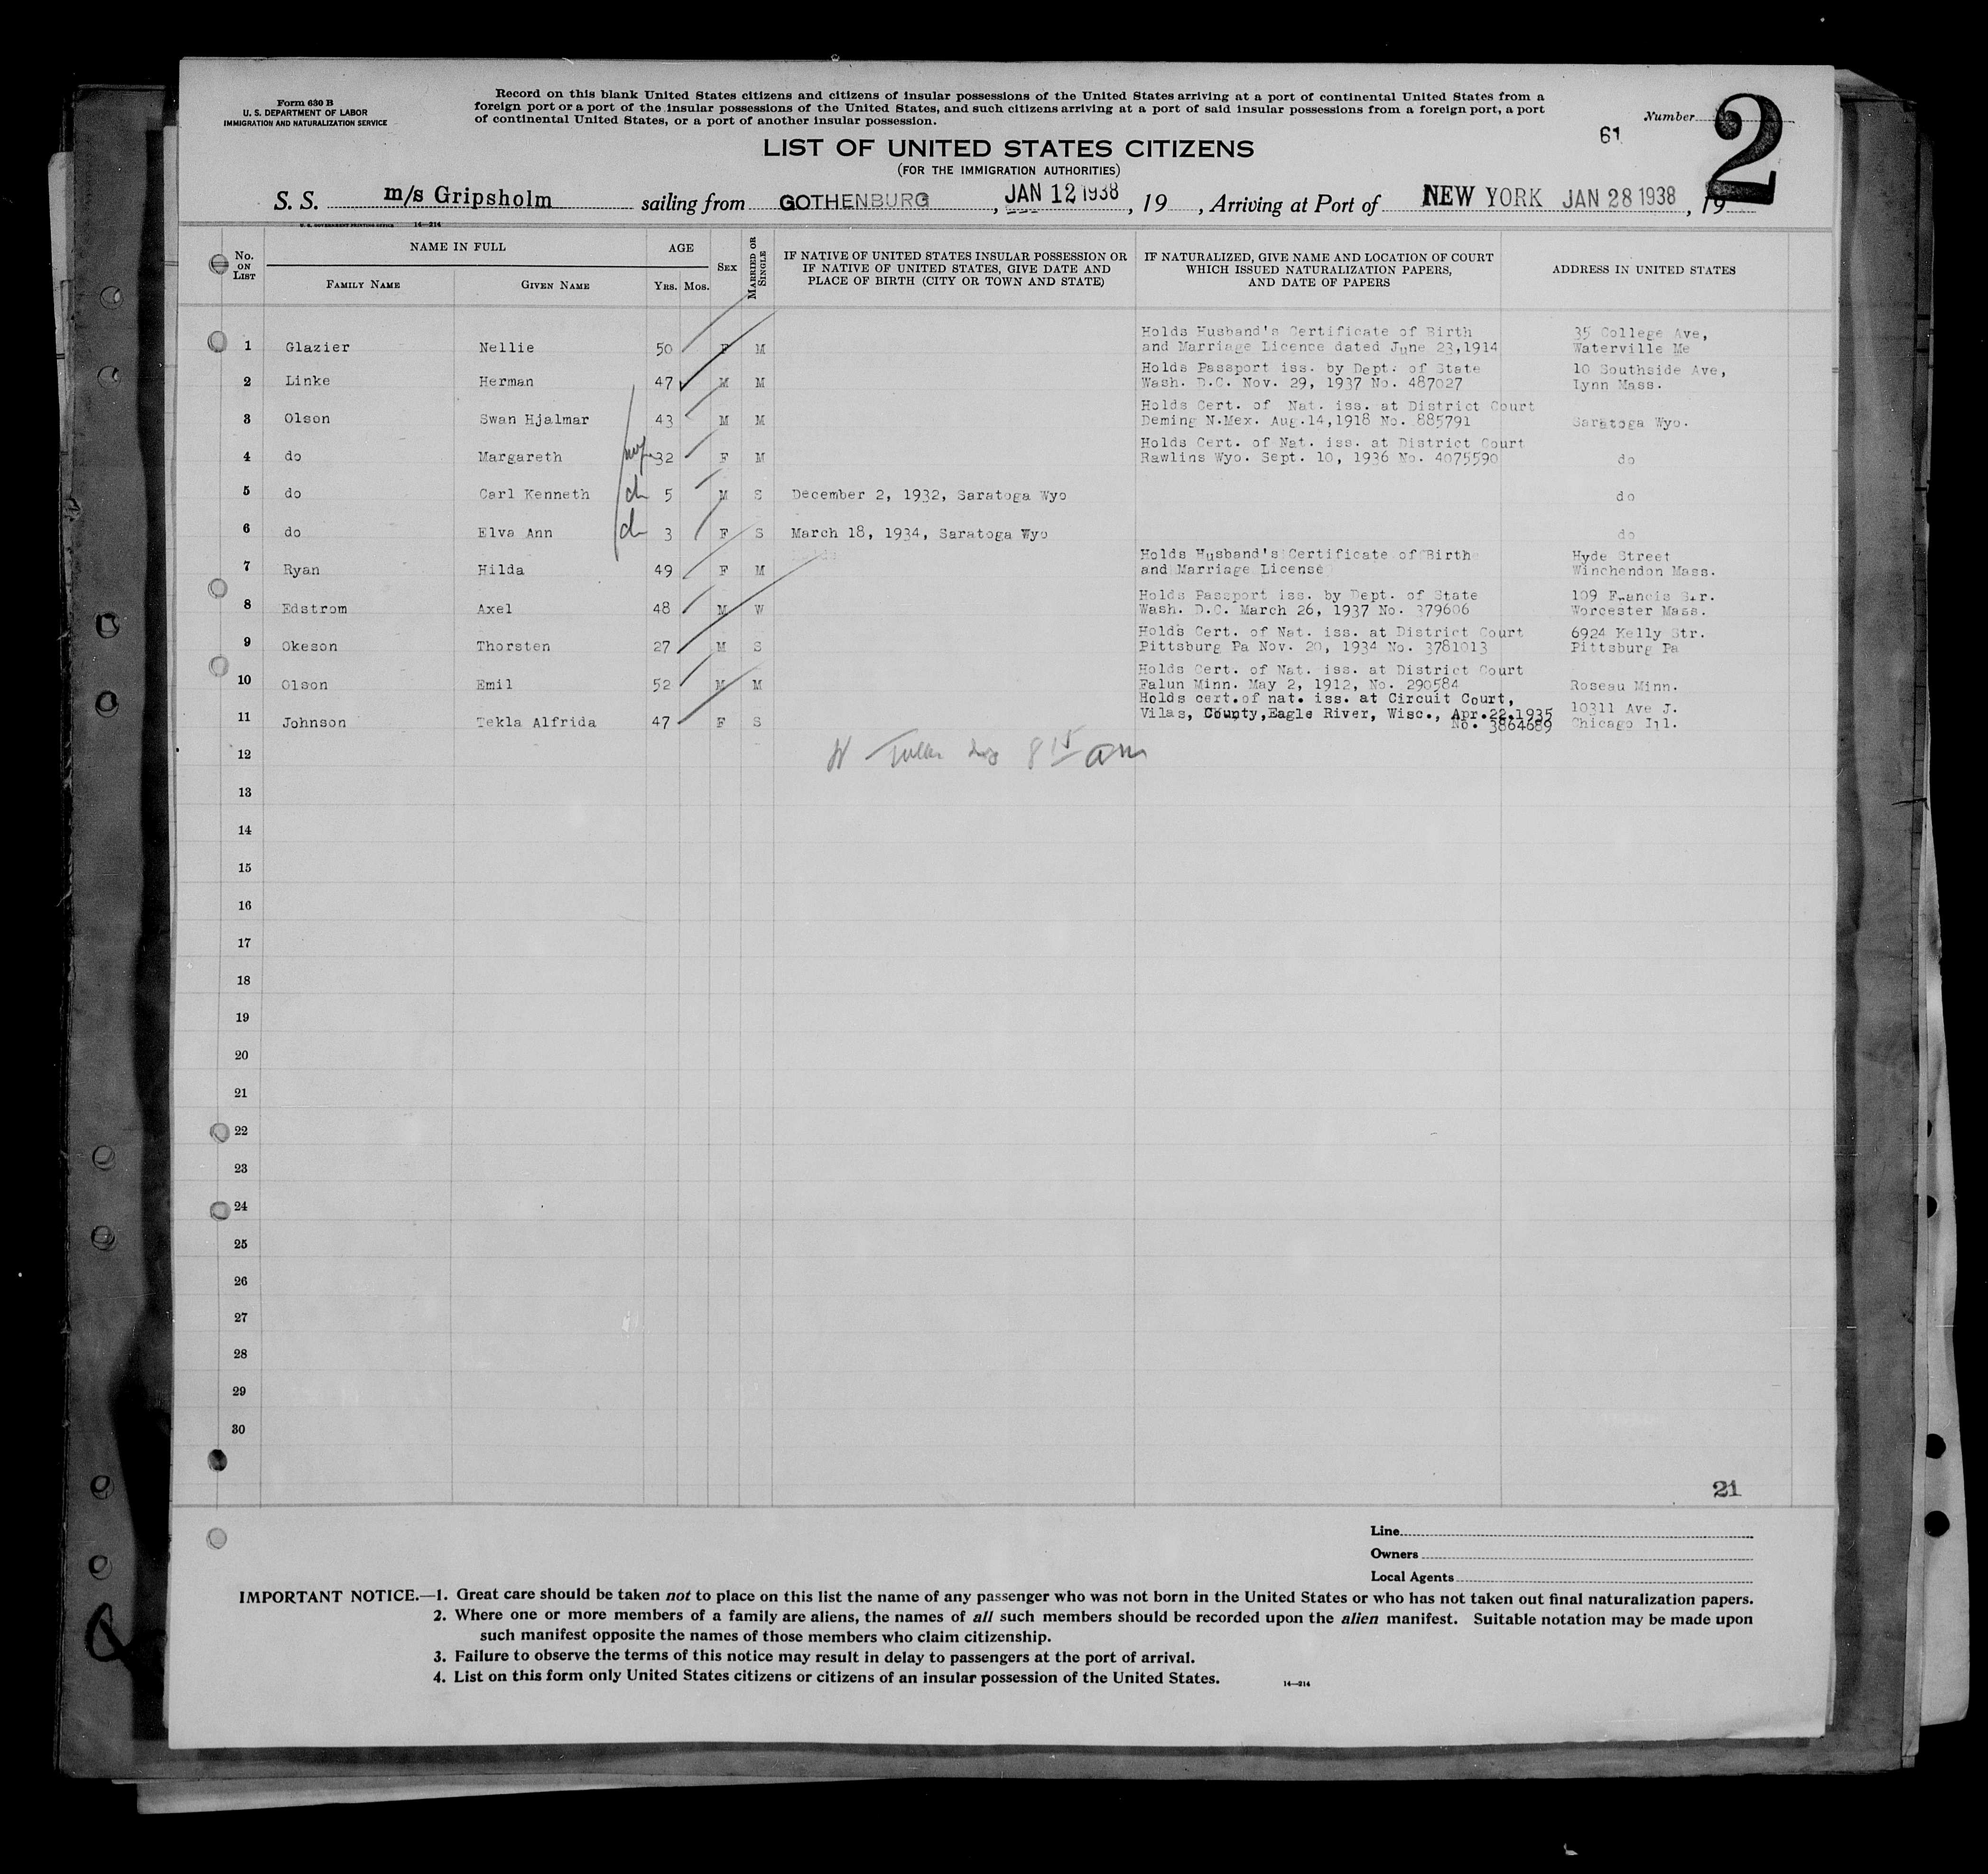 Form 630 B
U. S. DEPARTMENT OF LABOR
IMMIGRATION AND NATURALIZATION SERVICE
Record on this blank United States citizens and citizens of insular possessions of the United States arriving at a port of continental United States from a
foreign port or a port of the insular possessions of the United States, and such citizens arriving at a port of said insular possessions from a foreign port, a port
of continental United States, or a port of another insular possession.
Number 2
61
LIST OF UNITED STATES CITIZENS
(FOR THE IMMIGRATION AUTHORITIES)
S. S. m/s Gripsholm sailing from GOTHENBURG, JAN 12 1938, 19 , Arriving at Port of NEW YORK JAN 28 1938, 19
U. S. GOVERNMENT PRINTING OFFICE 14—214
No. ON LIST NAME IN FULL FAMILY NAME GIVEN NAME AGE YRS. MOS. SEX MARRIED OR SINGLE
IF NATIVE OF UNITED STATES INSULAR POSSESSION OR
IF NATIVE OF UNITED STATES, GIVE DATE AND
PLACE OF BIRTH (CITY OR TOWN AND STATE)
IF NATURALIZED, GIVE NAME AND LOCATION OF COURT
WHICH ISSUED NATURALIZATION PAPERS,
AND DATE OF PAPERS
ADDRESS IN UNITED STATES
Holds Husband's Certificate of Birth 35 College Ave,
1 Glazier Nellie 50 F M and Marriage Licence dated June 23,1914 Waterville Me
Holds Passport iss. by Dept. of State 10 Southside Ave,
2 Linke Herman 47 M M Wash. D.C. Nov. 29, 1937 No. 487027 Lynn Mass.
Holds Cert. of Nat. iss. at District Court
3 Olson Swan Hjalmar 43 M M Deming N.Mex. Aug.14,1918 No. 885791 Saratoga Wyo.
Holds Cert. of Nat. iss. at District Court
4 do Margareth wife 32 F M Rawlins Wyo. Sept. 10, 1936 No. 4075590 do
5 do Carl Kenneth ch 5 M S December 2, 1932, Saratoga Wyo do
6 do Elva Ann ch 3 F S March 18, 1934, Saratoga Wyo do
Holds Husband's Certificate of Birth Hyde Street
7 Ryan Hilda 49 F M and Marriage License Winchendon Mass.
Holds Passport iss. by Dept. of State 109 Francis Str.
8 Edstrom Axel 48 M W Wash. D.C. March 26, 1937 No. 379606 Worcester Mass.
Holds Cert. of Nat. iss. at District Court 6924 Kelly Str.
9 Okeson Thorsten 27 M S Pittsburg Pa Nov. 20, 1934 No. 3781013 Pittsburg Pa
Holds Cert. of Nat. iss. at District Court
10 Olson Emil 52 M M Falun Minn. May 2, 1912, No. 290584 Roseau Minn.
Holds cert.of nat. iss. at Circuit Court, 10311 Ave J.
11 Johnson Tekla Alfrida 47 F S Vilas, County,Eagle River, Wisc., Apr.22.1935 Chicago Ill.
No. 3864689
12
8 15 am
13
14
15
16
17
18
19
20
21
22
23
24
25
26
27
28
29
30
21
Line
Owners
Local Agents
IMPORTANT NOTICE.—1. Great care should be taken not to place on this list the name of any passenger who was not born in the United States or who has not taken out final naturalization papers.
2. Where one or more members of a family are aliens, the names of all such members should be recorded upon the alien manifest. Suitable notation may be made upon
such manifest opposite the names of those members who claim citizenship.
3. Failure to observe the terms of this notice may result in delay to passengers at the port of arrival.
4. List on this form only United States citizens or citizens of an insular possession of the United States.
14—214